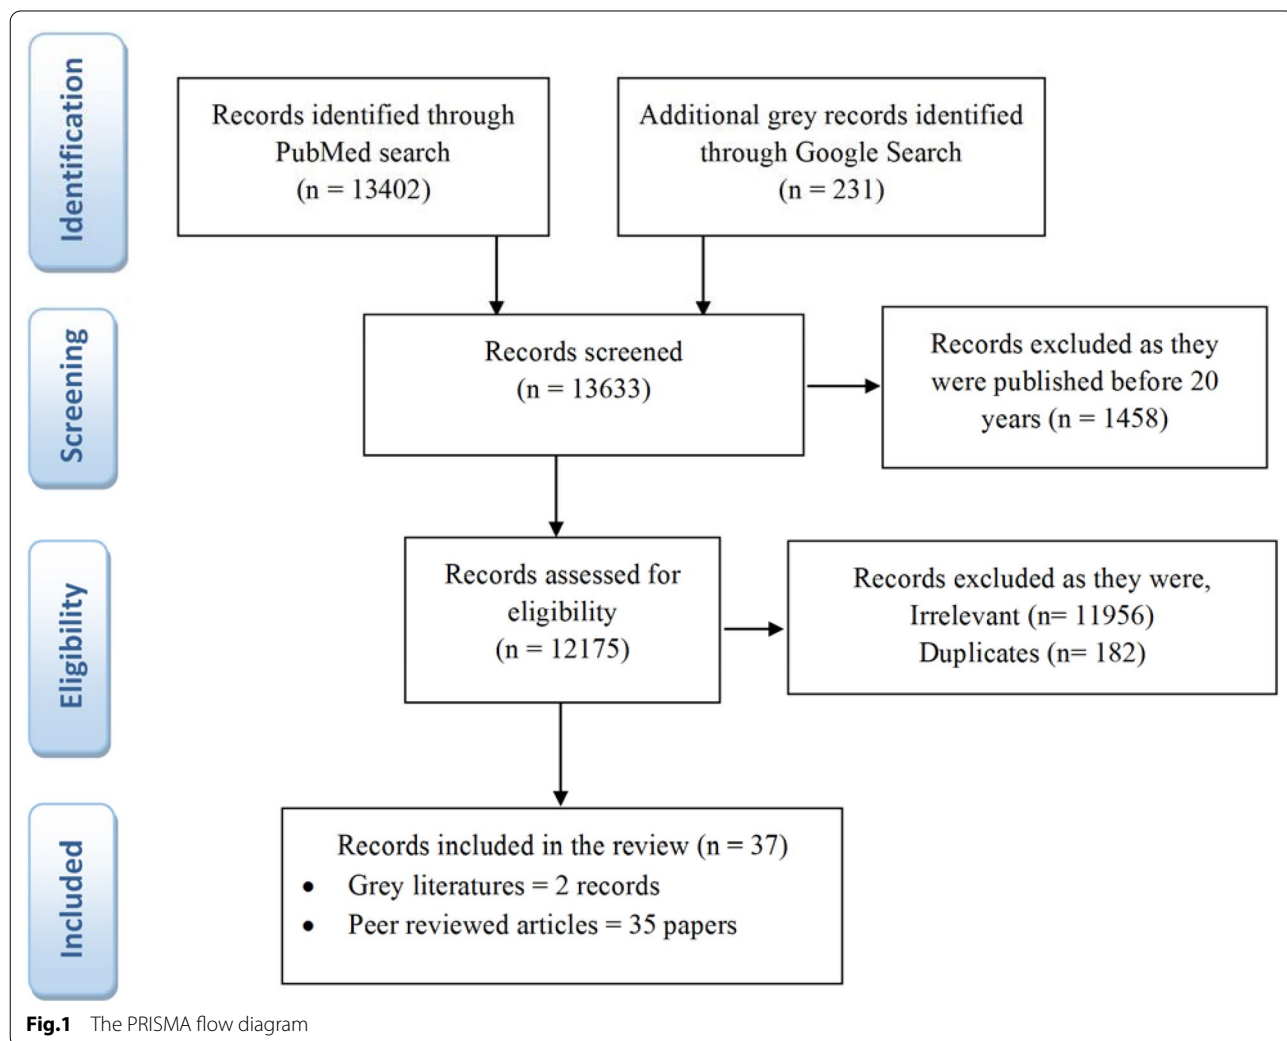 Identification
Records identified through
PubMed search
(n = 13402)
Additional grey records identified
through Google Search
(n = 231)
Screening
Records screened
(n = 13633)
Records excluded as they
were published before 20
years (n = 1458)
Eligibility
Records assessed for
eligibility
(n = 12175)
Records excluded as they were,
Irrelevant (n= 11956)
Duplicates (n= 182)
Included
Records included in the review (n = 37)
• Grey literatures = 2 records
• Peer reviewed articles = 35 papers
Fig.1 The PRISMA flow diagram